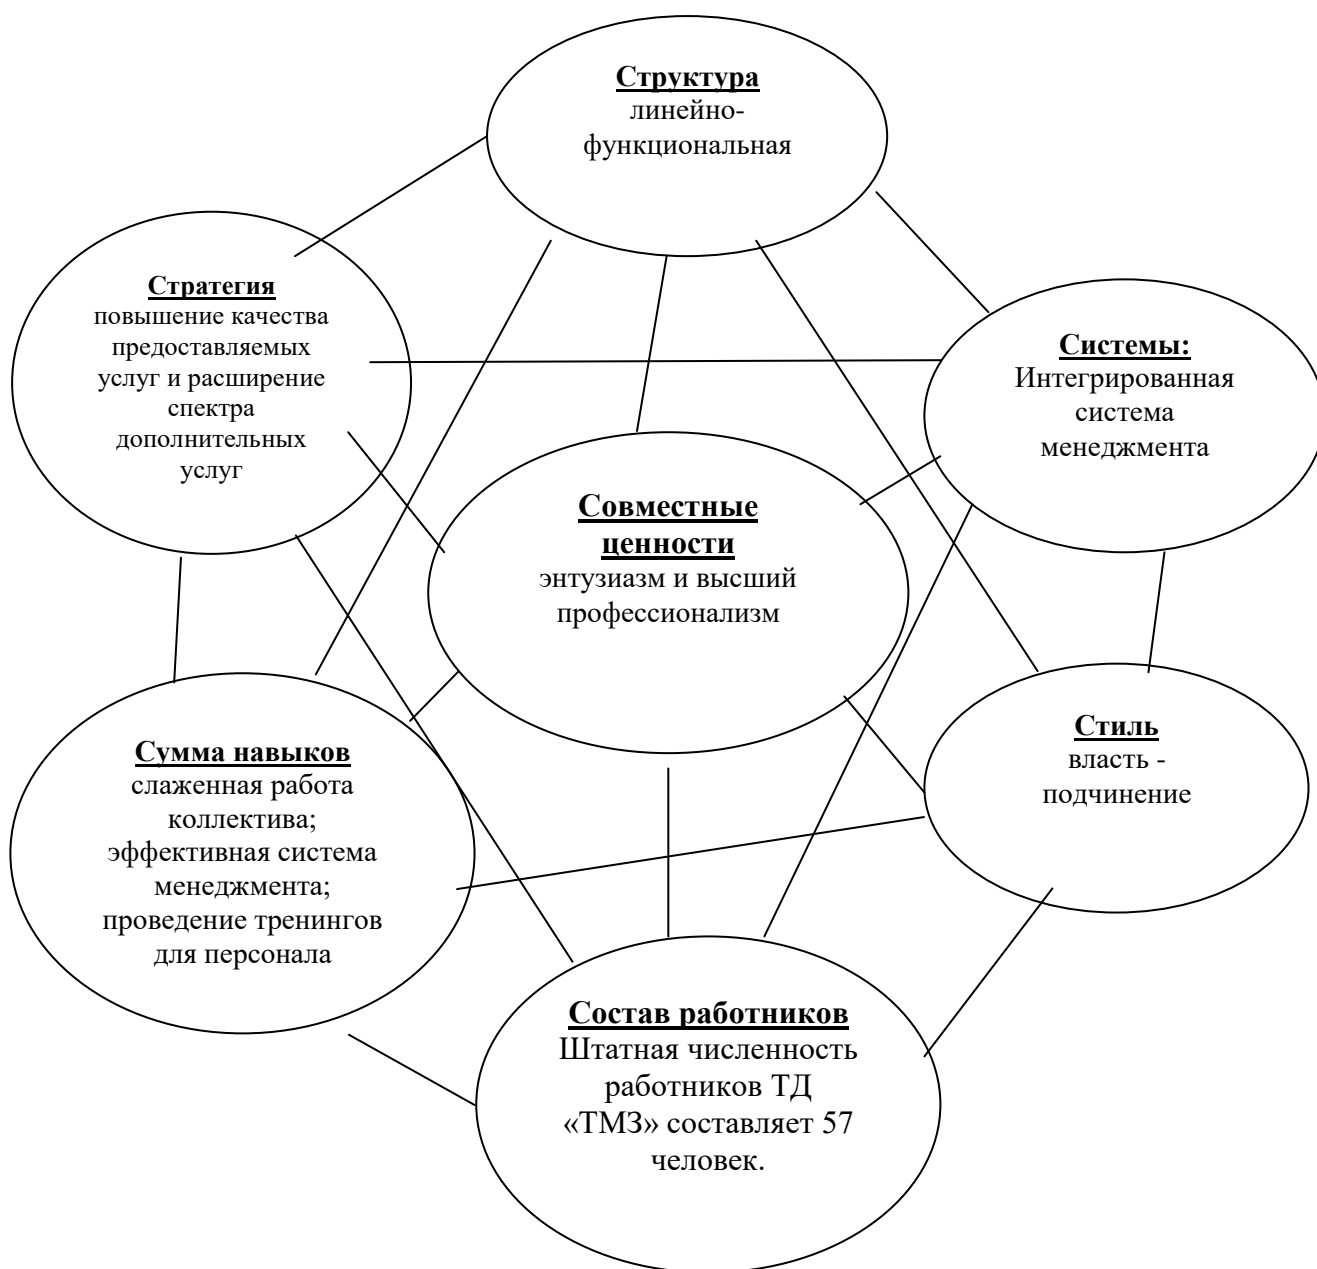 Структура
линейно-
функциональная
Стратегия
повышение качества
предоставляемых
услуг и расширение
спектра
дополнительных
услуг
Системы:
Интегрированная
система
менеджмента
Совместные
ценности
энтузиазм и высший
профессионализм
Сумма навыков
слаженная работа
коллектива;
эффективная система
менеджмента;
проведение тренингов
для персонала
Стиль
власть -
подчинение
Состав работников
Штатная численность
работников ТД
«ТМЗ» составляет 57
человек.